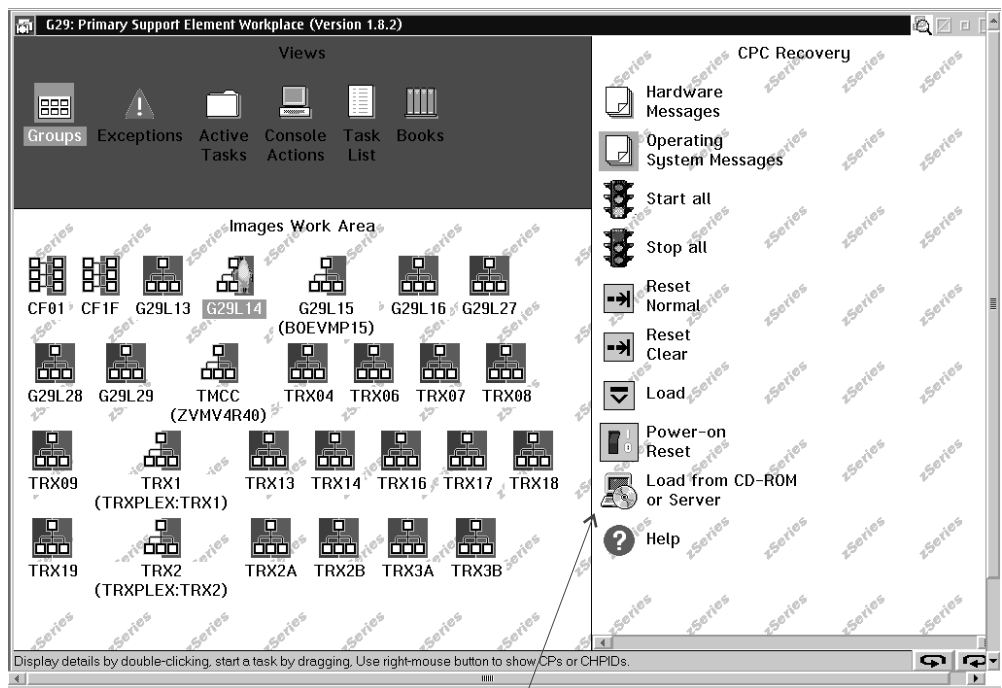 G29: Primary Support Element Workplace (Version 1.8.2)
Views
Groups Exceptions Active Tasks Console Actions Task List Books
Images Work Area
CF01 CF1F G29L13 G29L14 G29L15 (BOEVMP15) G29L16 G29L27
G29L28 G29L29 TMCC (ZVMV4R40) TRX04 TRX06 TRX07 TRX08
TRX09 TRX1 (TRXPLEX:TRX1) TRX13 TRX14 TRX16 TRX17 TRX18
TRX19 TRX2 (TRXPLEX:TRX2) TRX2A TRX2B TRX3A TRX3B
CPC Recovery
Hardware
Messages
Operating
System Messages
Start all
Stop all
Reset
Normal
Reset
Clear
Load
Power-on
Reset
Load from CD-ROM
or Server
Help
zSeries
Display details by double-clicking, start a task by dragging, Use right-mouse button to show CPs or CHPIDs.